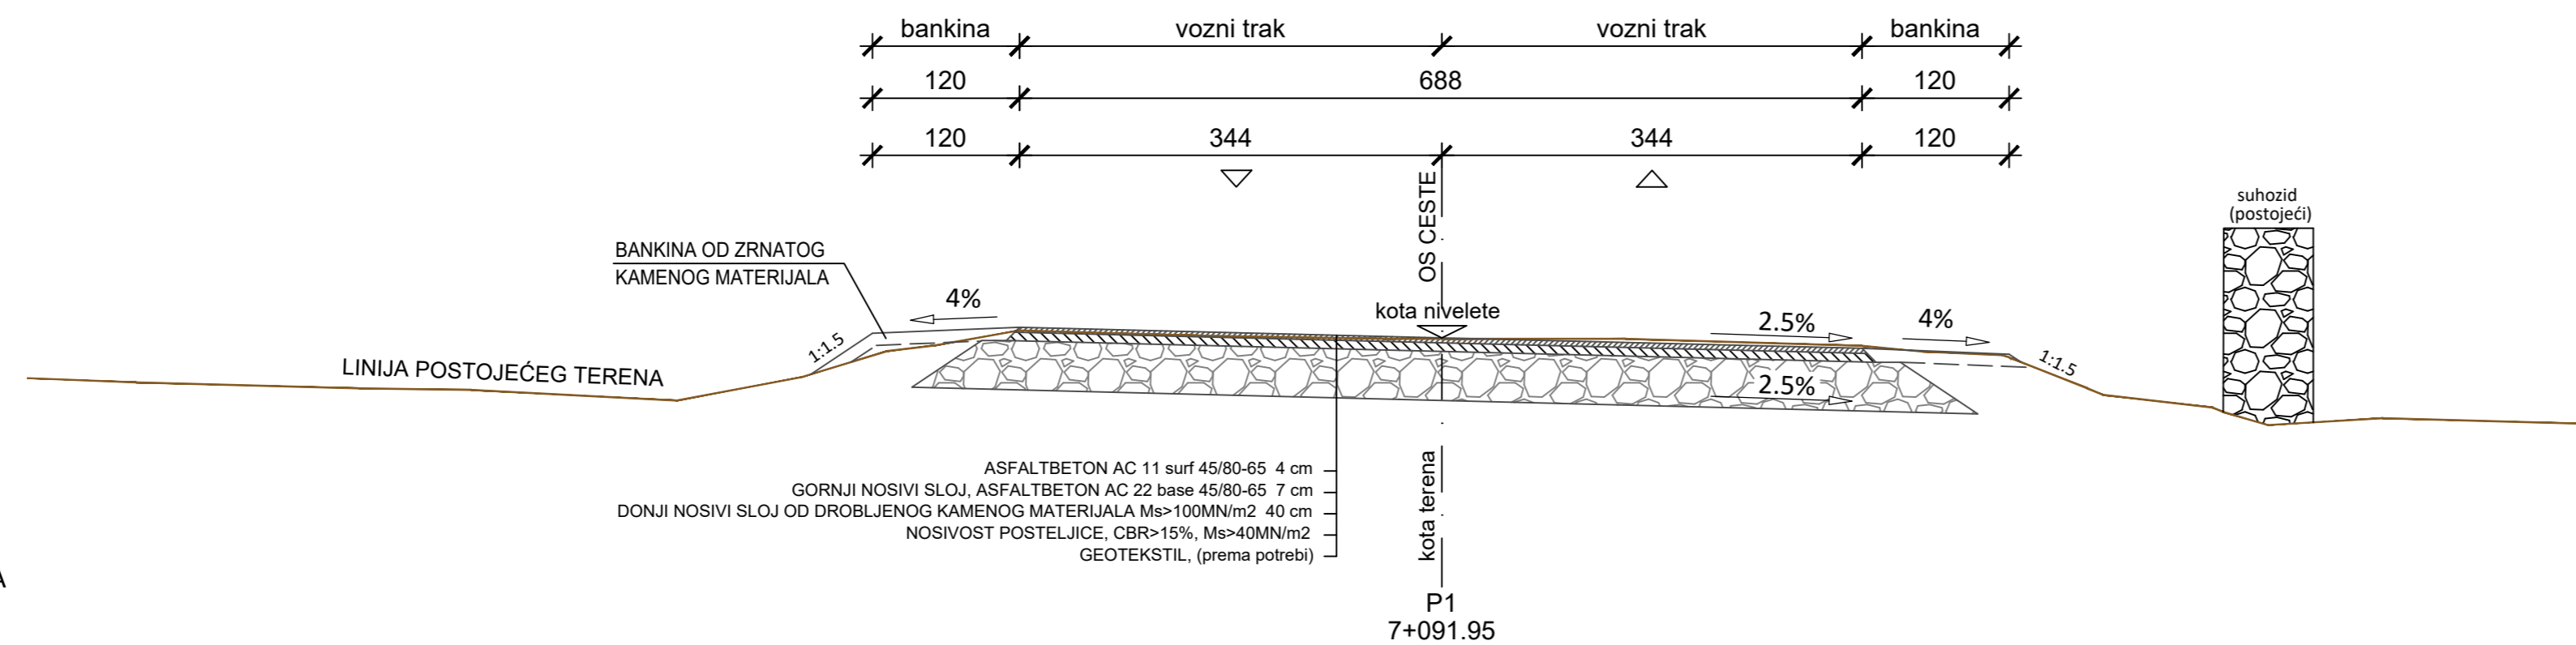 bankina
vozni trak
vozni trak
bankina
120
688
120
120
344
344
120
OS CESTE
suhozid
(postojeći)
BANKINA OD ZRNATOG
KAMENOG MATERIJALA
4%
kota nivelete
2.5%
4%
1:1.5
1:1.5
LINIJA POSTOJEĆEG TERENA
2.5%
ASFALTBETON AC 11 surf 45/80-65 4 cm
GORNJI NOSIVI SLOJ, ASFALTBETON AC 22 base 45/80-65 7 cm
DONJI NOSIVI SLOJ OD DROBLJENOG KAMENOG MATERIJALA Ms>100MN/m2 40 cm
NOSIVOST POSTELJICE, CBR>15%, Ms>40MN/m2
GEOTEKSTIL, (prema potrebi)
kota terena
A
P1
7+091.95